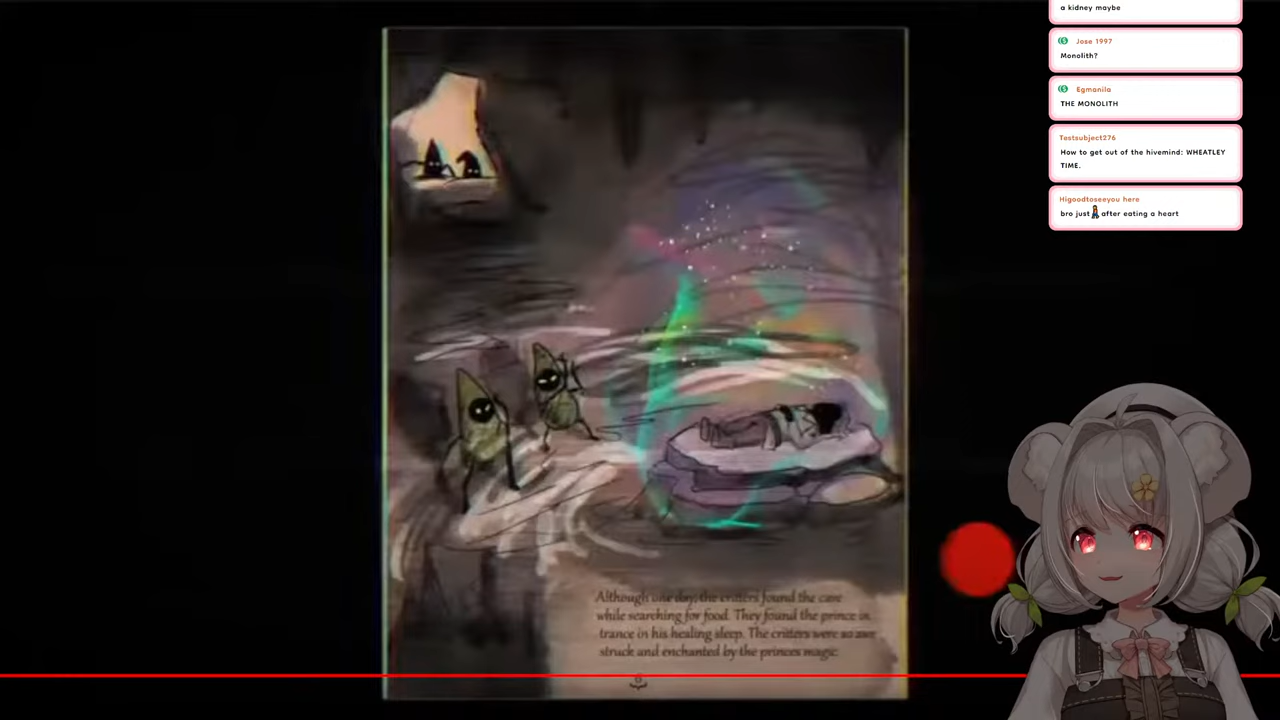 a kidney maybe
Jose 1997
Monolith?
Egmanila
THE MONOLITH
Testsubject276
How to get out of the hivemind: WHEATLEY
TIME.
Higoodtoseeyou here
bro just after eating a heart
Although one day, the critters found the cave
while searching for food. They found the prince in
trance in his healing sleep. The critters were so awe
struck and enchanted by the princes magic